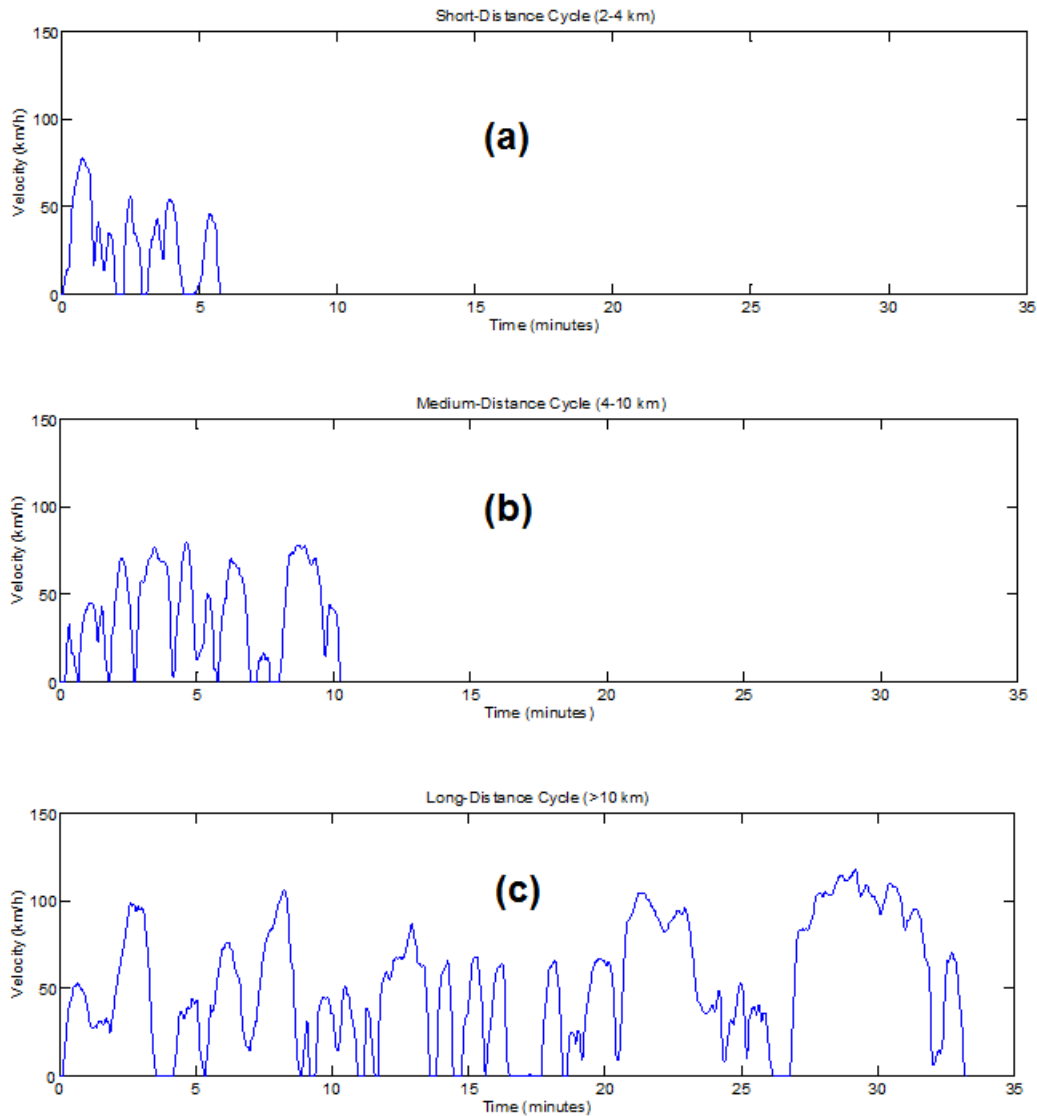 Short-Distance Cycle (2-4 km)
150
100
50
0
Velocity (km/h)
(a)
0 5 10 15 20 25 30 35
Time (minutes)
Medium-Distance Cycle (4-10 km)
150
100
50
0
Velocity (km/h)
(b)
0 5 10 15 20 25 30 35
Time (minutes)
Long-Distance Cycle (>10 km)
150
100
50
0
Velocity (km/h)
(c)
0 5 10 15 20 25 30 35
Time (minutes)